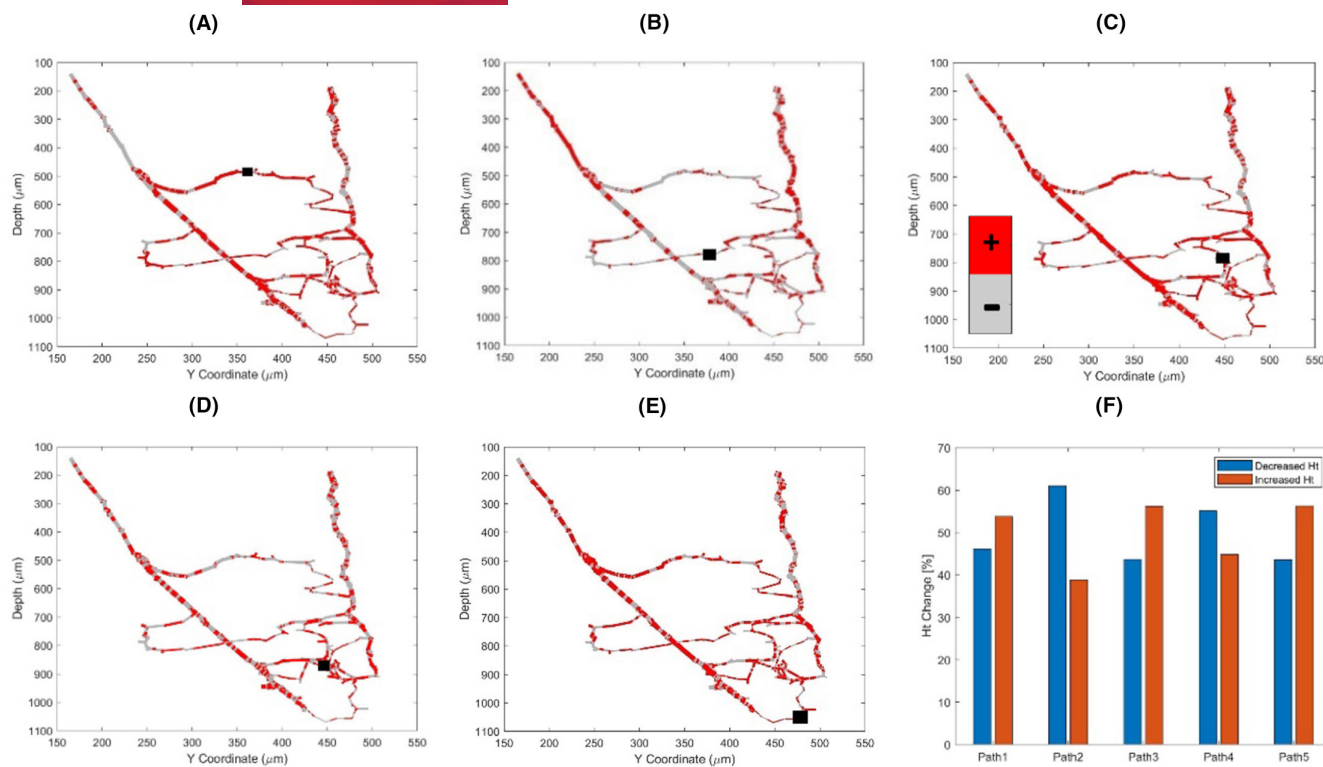 (A)
(B)
(C)
100
200
300
400
500
600
700
800
900
1000
1100
Depth (μm)
150 200 250 300 350 400 450 500 550
Y Coordinate (μm)
100
200
300
400
500
600
700
800
900
1000
1100
Depth (μm)
150 200 250 300 350 400 450 500 550
Y Coordinate (μm)
100
200
300
400
500
600
700
800
900
1000
1100
Depth (μm)
+
-
150 200 250 300 350 400 450 500 550
Y Coordinate (μm)
(D)
(E)
(F)
100
200
300
400
500
600
700
800
900
1000
1100
Depth (μm)
150 200 250 300 350 400 450 500 550
Y Coordinate (μm)
100
200
300
400
500
600
700
800
900
1000
1100
Depth (μm)
150 200 250 300 350 400 450 500 550
Y Coordinate (μm)
70
60
50
40
30
20
10
0
Ht Change [%]
Decreased Ht
Increased Ht
Path1 Path2 Path3 Path4 Path5